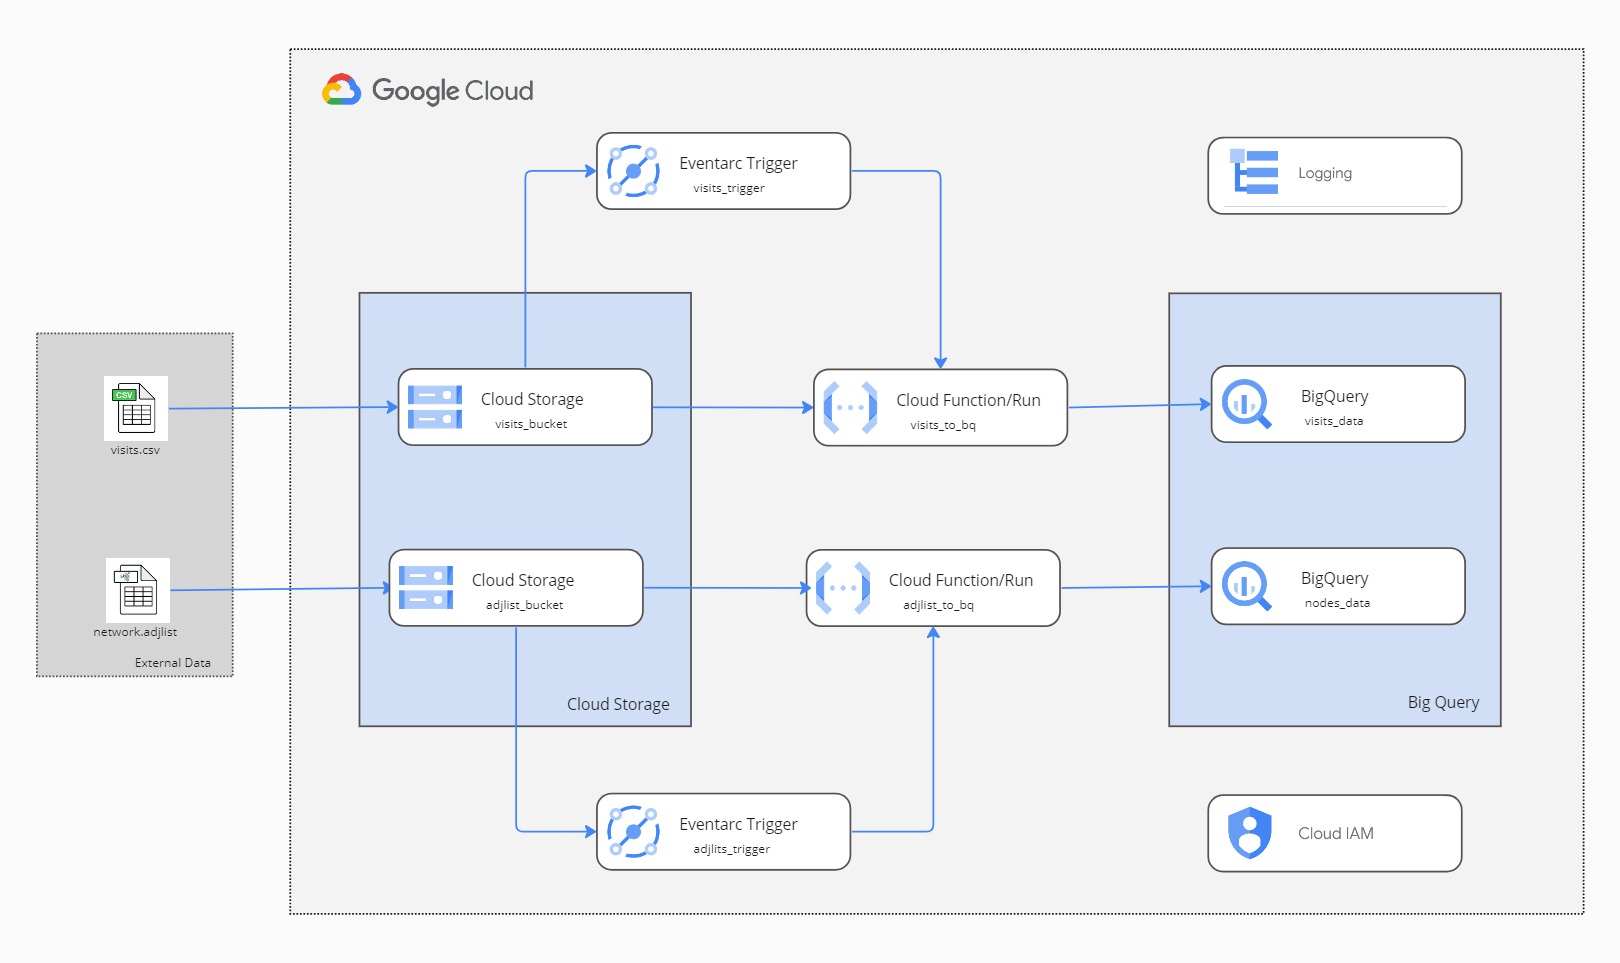 Google Cloud
Eventarc Trigger
visits_trigger
Logging
CSV
visits.csv
Cloud Storage
visits_bucket
Cloud Function/Run
visits_to_bq
BigQuery
visits_data
network.adjlist
External Data
Cloud Storage
adjlist_bucket
Cloud Function/Run
adjlist_to_bq
BigQuery
nodes_data
Cloud Storage
Big Query
Eventarc Trigger
adjlits_trigger
Cloud IAM